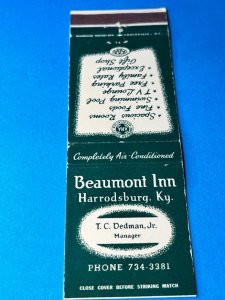 Gift Shop
• Exceptional
• Family Rates
• Free Parking
• T V Lounge
• Swimming Pool
• Fine Foods
• Spacious Rooms
Completely Air-Conditioned
Beaumont Inn
Harrodsburg, Ky.
T. C. Dedman, Jr.
Manager
PHONE 734-3381
CLOSE COVER BEFORE STRIKING MATCH